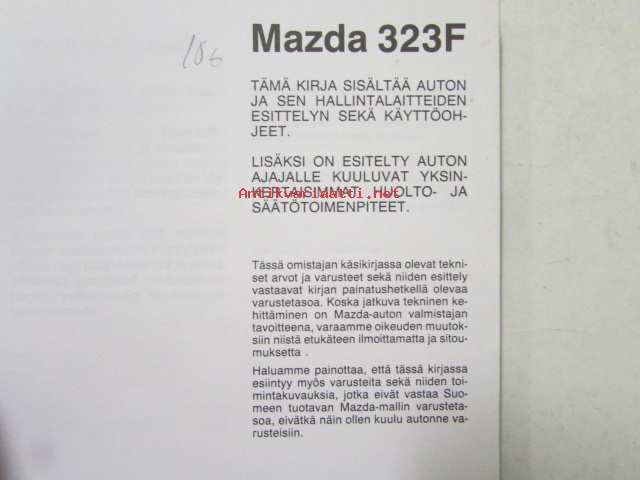 Mazda 323F
TÄMÄ KIRJA SISÄLTÄÄ AUTON
JA SEN HALLINTALAITTEIDEN
ESITTELYN SEKÄ KÄYTTÖOH-
JEET.
LISÄKSI ON ESITELTY AUTON
AJAJALLE KUULUVAT YKSIN-
Antikvariaatti.net
KERTAISIMMAT HUOLTO- JA
SÄÄTÖTOIMENPITEET.
Tässä omistajan käsikirjassa olevat tekni-
set arvot ja varusteet sekä niiden esittely
vastaavat kirjan painatushetkellä olevaa
varustetasoa. Koska jatkuva tekninen ke-
hittäminen on Mazda-auton valmistajan
tavoitteena, varaamme oikeuden muutok-
siin niistä etukäteen ilmoittamatta ja sitou-
muksetta .
Haluamme painottaa, että tässä kirjassa
esiintyy myös varusteita sekä niiden toi-
mintakuvauksia, jotka eivät vastaa Suo-
meen tuotavan Mazda-mallin varusteta-
soa, eivätkä näin ollen kuulu autonne va-
rusteisiin.